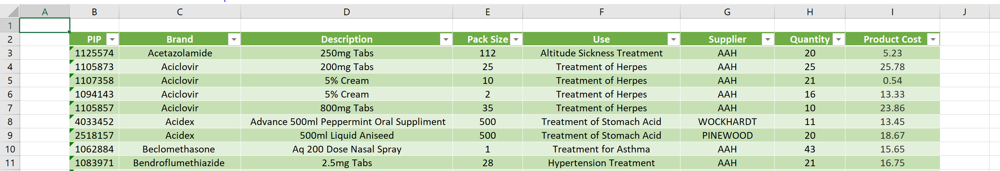 A B C D E F G H I J
1
2 PIP Brand Description Pack Size Use Supplier Quantity Product Cost
3 1125574 Acetazolamide 250mg Tabs 112 Altitude Sickness Treatment AAH 20 5.23
4 1105873 Aciclovir 200mg Tabs 25 Treatment of Herpes AAH 25 25.78
5 1107358 Aciclovir 5% Cream 10 Treatment of Herpes AAH 21 0.54
6 1094143 Aciclovir 5% Cream 2 Treatment of Herpes AAH 16 13.33
7 1105857 Aciclovir 800mg Tabs 35 Treatment of Herpes AAH 10 23.86
8 4033452 Acidex Advance 500ml Peppermint Oral Suppliment 500 Treatment of Stomach Acid WOCKHARDT 11 13.45
9 2518157 Acidex 500ml Liquid Aniseed 500 Treatment of Stomach Acid PINEWOOD 20 18.67
10 1062884 Beclomethasone Aq 200 Dose Nasal Spray 1 Treatment for Asthma AAH 43 15.65
11 1083971 Bendroflumethiazide 2.5mg Tabs 28 Hypertension Treatment AAH 21 16.75